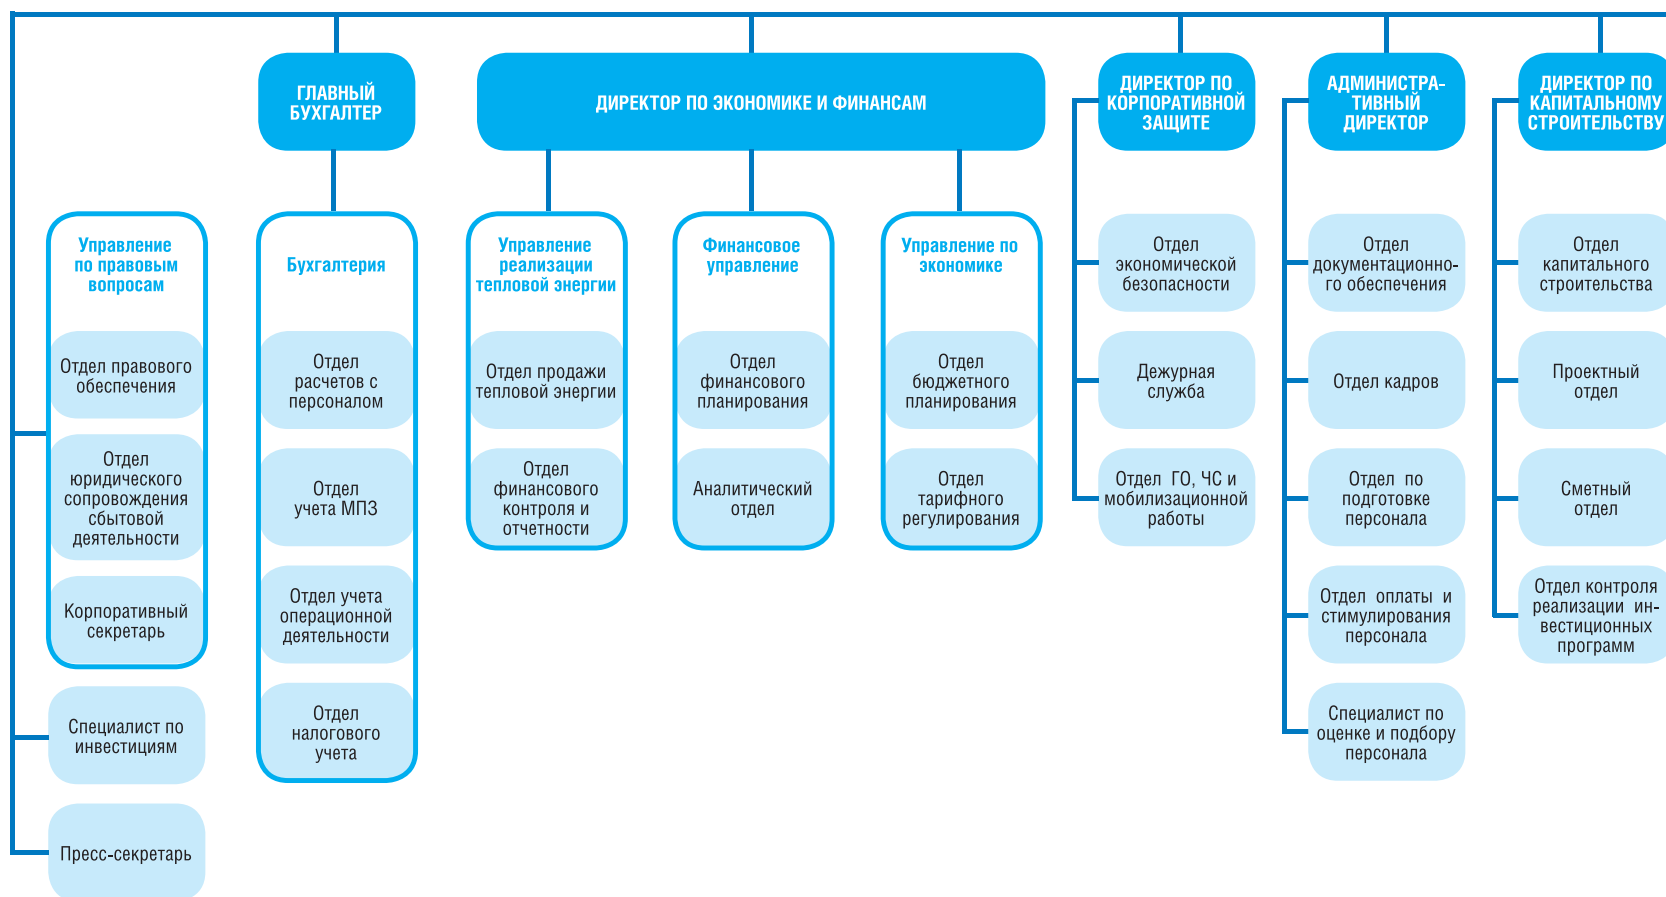 ГЛАВНЫЙ
БУХГАЛТЕР
ДИРЕКТОР ПО ЭКОНОМИКЕ И ФИНАНСАМ
ДИРЕКТОР ПО
КОРПОРАТИВНОЙ
ЗАЩИТЕ
АДМИНИСТРА-
ТИВНЫЙ
ДИРЕКТОР
ДИРЕКТОР ПО
КАПИТАЛЬНОМУ
СТРОИТЕЛЬСТВУ
Управление
по правовым
вопросам
Отдел правового
обеспечения
Отдел
юридического
сопровождения
сбытовой
деятельности
Корпоративный
секретарь
Специалист по
инвестициям
Пресс-секретарь
Бухгалтерия
Отдел
расчетов с
персоналом
Отдел
учета МПЗ
Отдел учета
операционной
деятельности
Отдел
налогового
учета
Управление
реализации
тепловой энергии
Отдел продажи
тепловой энергии
Отдел
финансового
контроля и
отчетности
Финансовое
управление
Отдел
финансового
планирования
Аналитический
отдел
Управление по
экономике
Отдел
бюджетного
планирования
Отдел
тарифного
регулирования
Отдел
экономической
безопасности
Дежурная
служба
Отдел ГО, ЧС и
мобилизационной
работы
Отдел
документационно-
го обеспечения
Отдел кадров
Отдел по
подготовке
персонала
Отдел оплаты и
стимулирования
персонала
Специалист по
оценке и подбору
персонала
Отдел
капитального
строительства
Проектный
отдел
Сметный
отдел
Отдел контроля
реализации ин-
вестиционных
программ